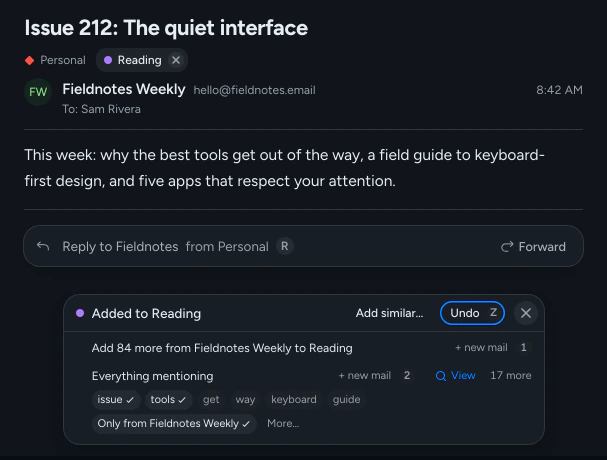 Issue 212: The quiet interface
Personal Reading
FW Fieldnotes Weekly hello@fieldnotes.email 8:42 AM
To: Sam Rivera
This week: why the best tools get out of the way, a field guide to keyboard-
first design, and five apps that respect your attention.
Reply to Fieldnotes from Personal R Forward
Added to Reading Add similar... Undo Z
Add 84 more from Fieldnotes Weekly to Reading + new mail 1
Everything mentioning + new mail 2 View 17 more
issue tools get way keyboard guide
Only from Fieldnotes Weekly More...